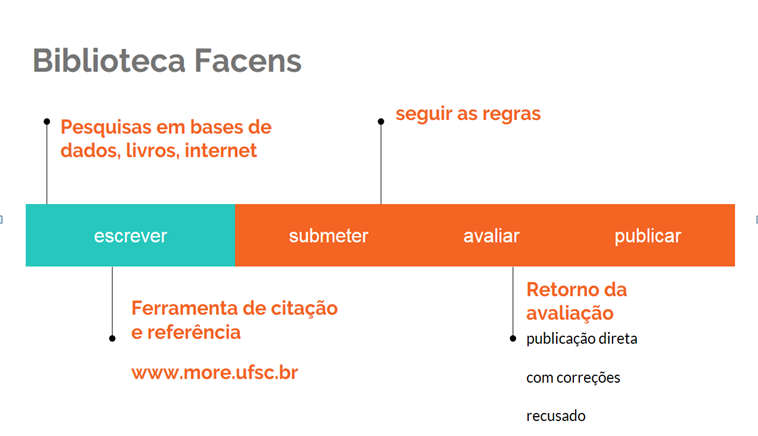 Biblioteca Facens
Pesquisas em bases de
dados, livros, internet
seguir as regras
escrever
submeter
avaliar
publicar
Ferramenta de citação
e referência
www.more.ufsc.br
Retorno da
avaliação
publicação direta
com correções
recusado